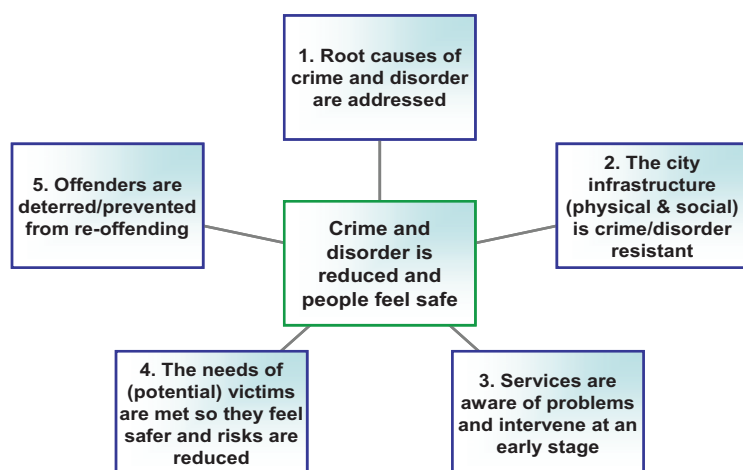 1. Root causes of
crime and disorder
are addressed
2. The city
infrastructure
(physical & social)
is crime/disorder
resistant
3. Services are
aware of problems
and intervene at an
early stage
4. The needs of
(potential) victims
are met so they feel
safer and risks are
reduced
5. Offenders are
deterred/prevented
from re-offending
Crime and
disorder is
reduced and
people feel safe